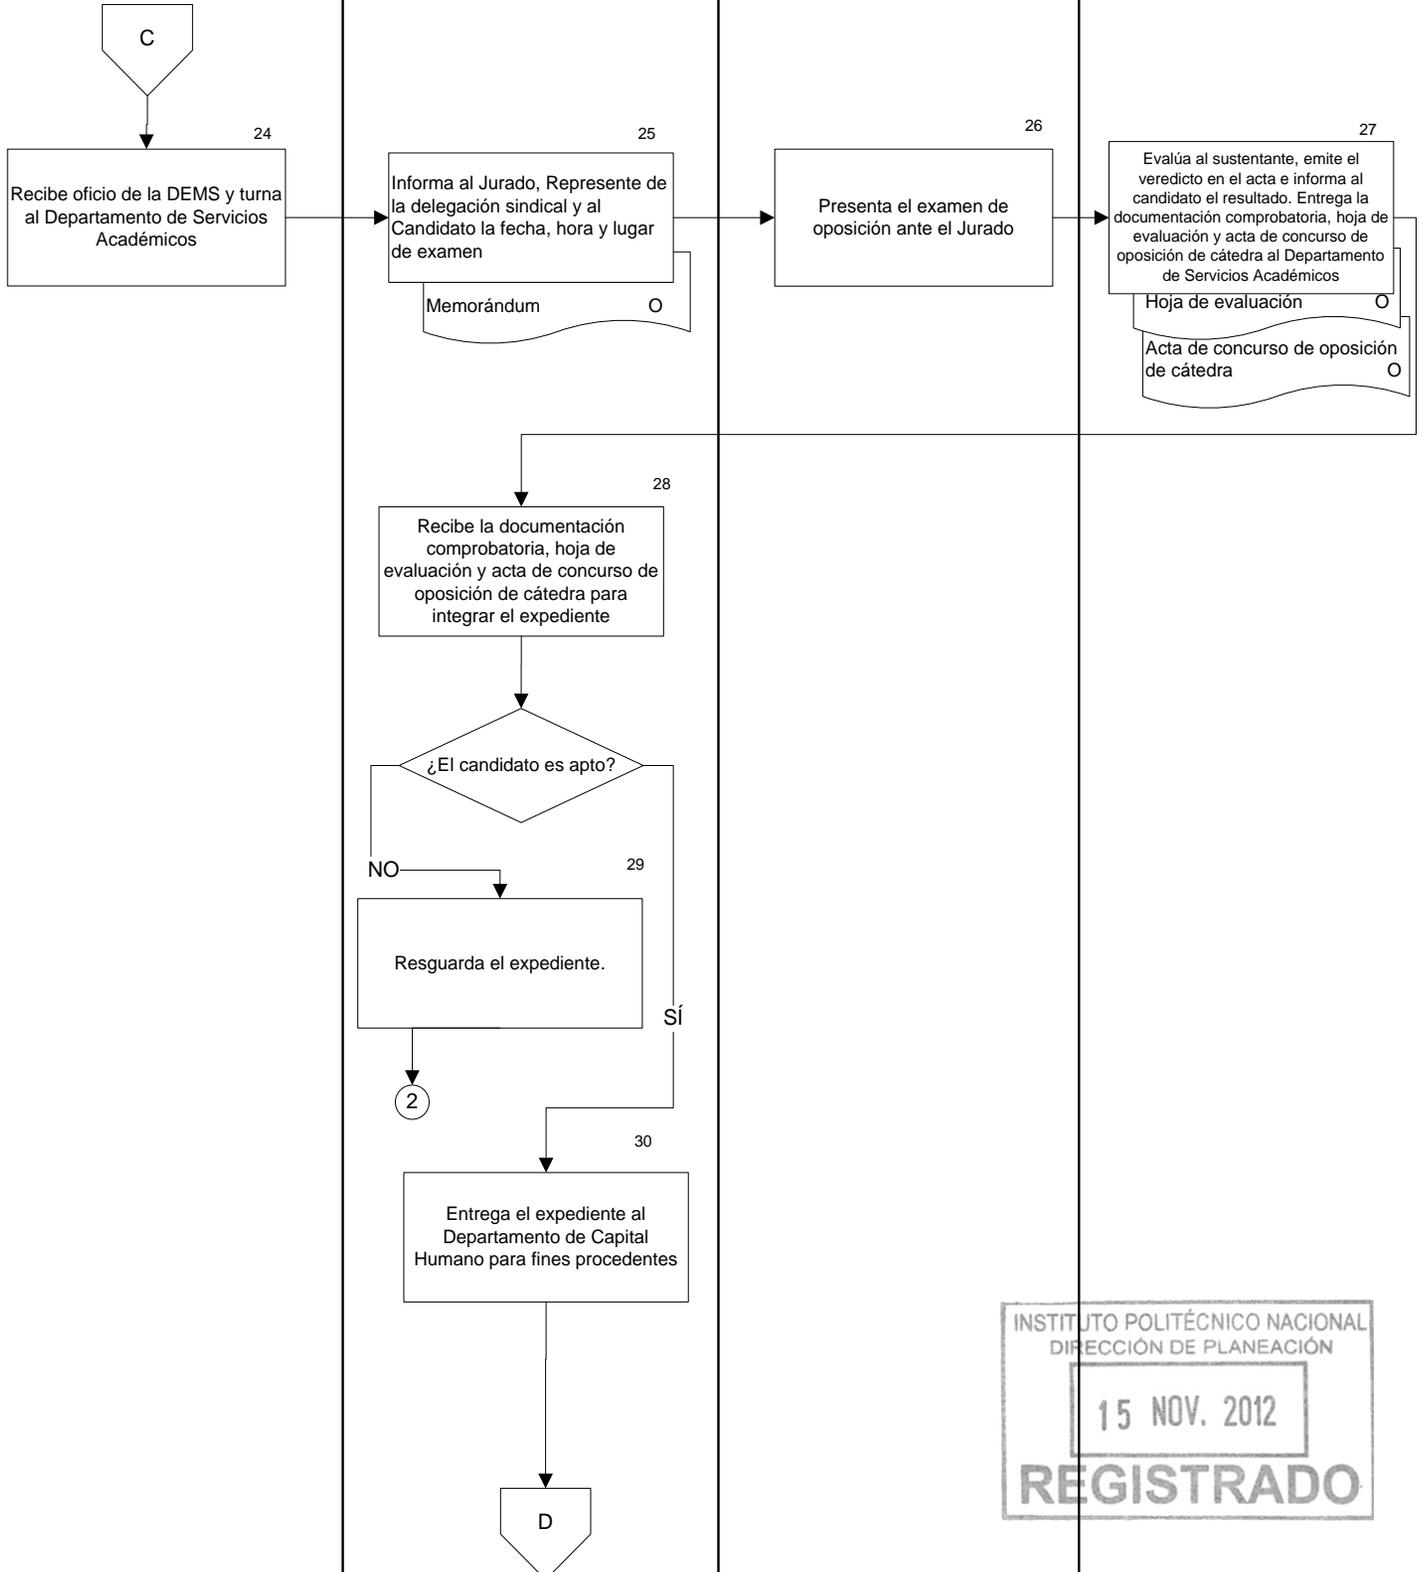 C
24
Recibe oficio de la DEMS y turna
al Departamento de Servicios
Académicos
25
Informa al Jurado, Represente de
la delegación sindical y al
Candidato la fecha, hora y lugar
de examen
Memorándum O
26
Presenta el examen de
oposición ante el Jurado
27
Evalúa al sustentante, emite el
veredicto en el acta e informa al
candidato el resultado. Entrega la
documentación comprobatoria, hoja de
evaluación y acta de concurso de
oposición de cátedra al Departamento
de Servicios Académicos
Hoja de evaluación O
Acta de concurso de oposición
de cátedra O
28
Recibe la documentación
comprobatoria, hoja de
evaluación y acta de concurso de
oposición de cátedra para
integrar el expediente
¿El candidato es apto?
NO
29
Resguarda el expediente.
SÍ
2
30
Entrega el expediente al
Departamento de Capital
Humano para fines procedentes
D
INSTITUTO POLITÉCNICO NACIONAL
DIRECCIÓN DE PLANEACIÓN
15 NOV. 2012
REGISTRADO